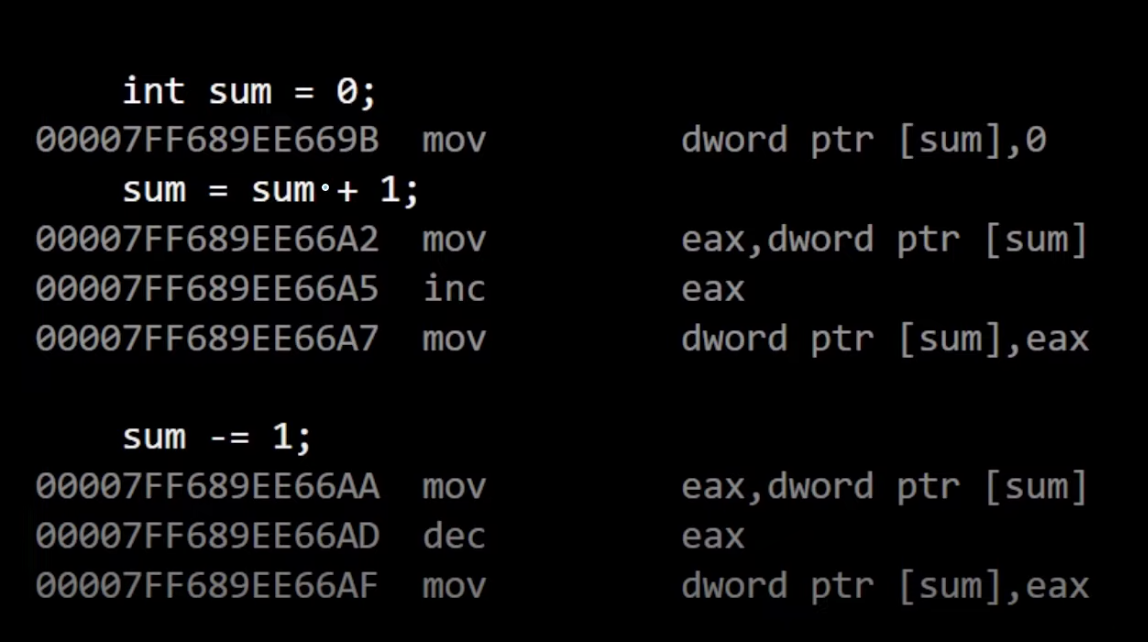 int sum = 0;
00007FF689EE669B mov dword ptr [sum],0
sum = sum + 1;
00007FF689EE66A2 mov eax,dword ptr [sum]
00007FF689EE66A5 inc eax
00007FF689EE66A7 mov dword ptr [sum],eax
sum -= 1;
00007FF689EE66AA mov eax,dword ptr [sum]
00007FF689EE66AD dec eax
00007FF689EE66AF mov dword ptr [sum],eax